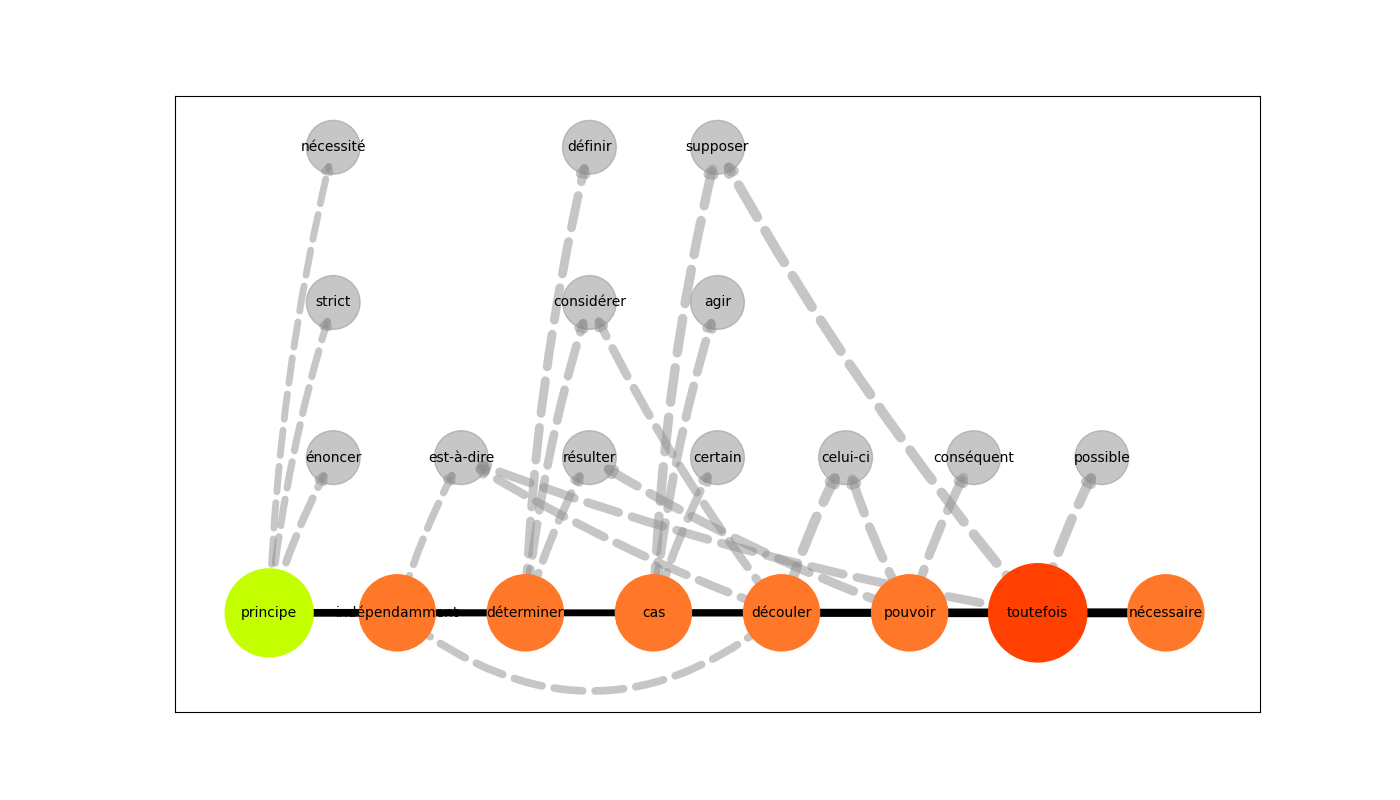 nécessité définir supposer
strict considérer agir
énoncer est-à-dire résulter certain celui-ci conséquent possible
principe indépendamment déterminer cas découler pouvoir toutefois nécessaire